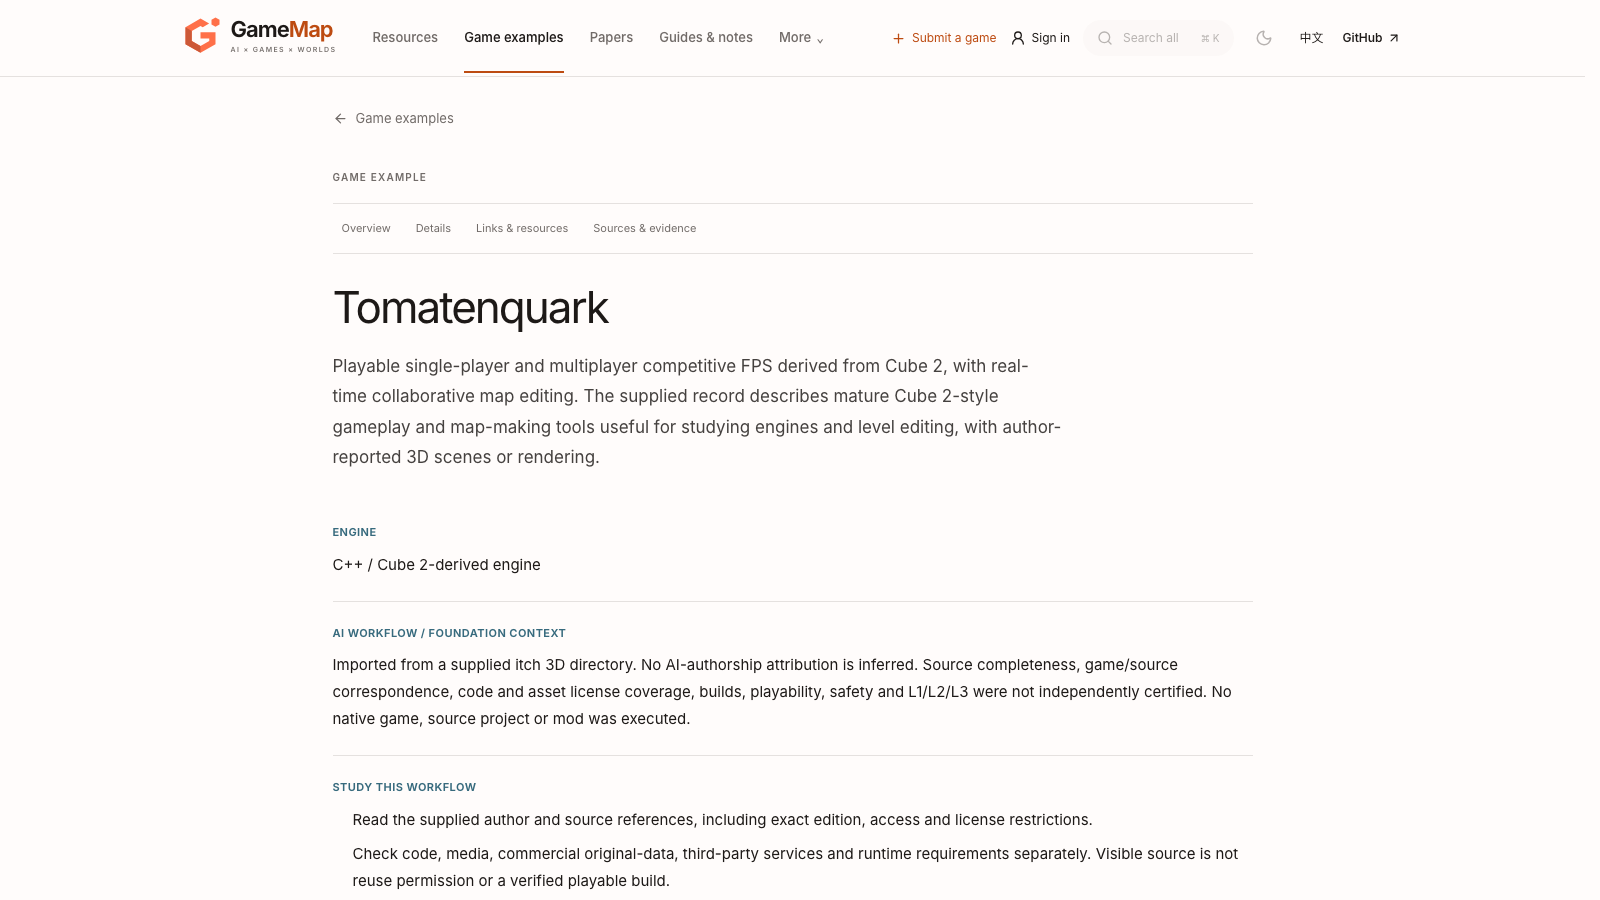 GameMap
AI × GAMES × WORLDS
Resources
Game examples
Papers
Guides & notes
More
Submit a game
Sign in
Search all
⌘ K
中文
GitHub ↗
← Game examples
GAME EXAMPLE
Overview
Details
Links & resources
Sources & evidence
Tomatenquark
Playable single-player and multiplayer competitive FPS derived from Cube 2, with real-
time collaborative map editing. The supplied record describes mature Cube 2-style
gameplay and map-making tools useful for studying engines and level editing, with author-
reported 3D scenes or rendering.
ENGINE
C++ / Cube 2-derived engine
AI WORKFLOW / FOUNDATION CONTEXT
Imported from a supplied itch 3D directory. No AI-authorship attribution is inferred. Source completeness, game/source
correspondence, code and asset license coverage, builds, playability, safety and L1/L2/L3 were not independently certified. No
native game, source project or mod was executed.
STUDY THIS WORKFLOW
Read the supplied author and source references, including exact edition, access and license restrictions.
Check code, media, commercial original-data, third-party services and runtime requirements separately. Visible source is not
reuse permission or a verified playable build.